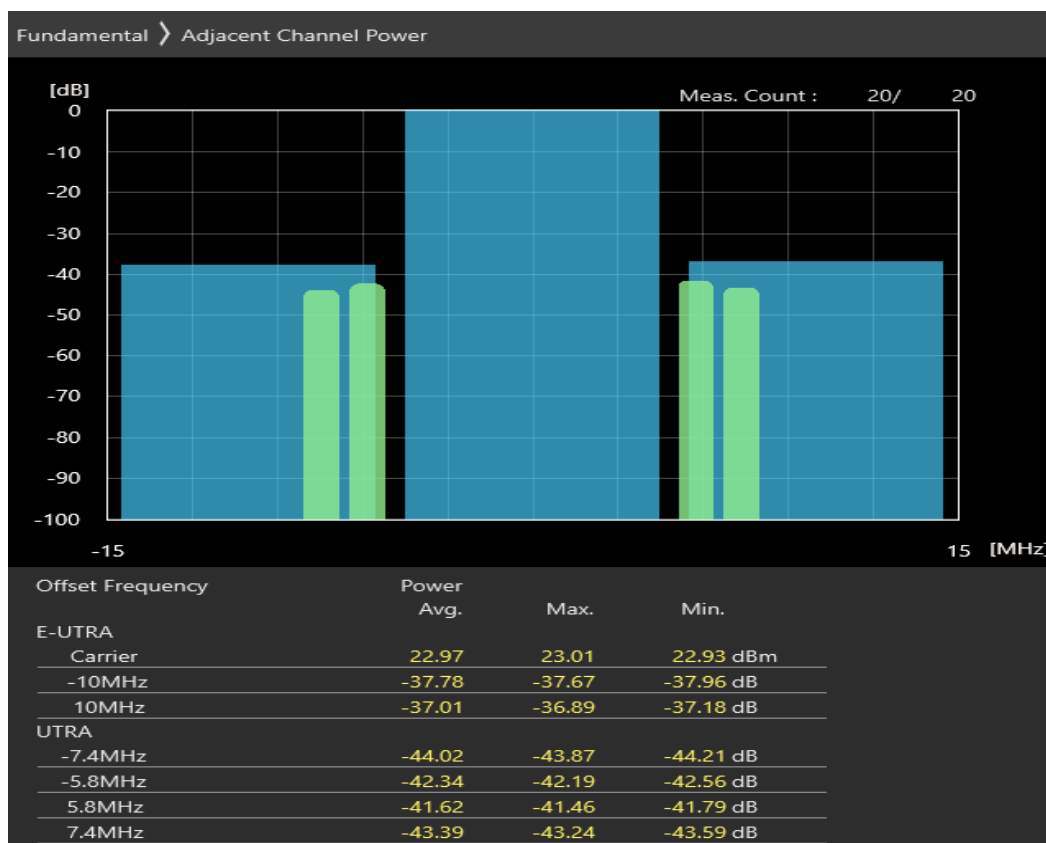 Fundamental 〉 Adjacent Channel Power
[dB]
Meas. Count : 20/ 20
0
-10
-20
-30
-40
-50
-60
-70
-80
-90
-100
-15 15 [MHz]
Offset Frequency Power
Avg. Max. Min.
E-UTRA
Carrier 22.97 23.01 22.93 dBm
-10MHz -37.78 -37.67 -37.96 dB
10MHz -37.01 -36.89 -37.18 dB
UTRA
-7.4MHz -44.02 -43.87 -44.21 dB
-5.8MHz -42.34 -42.19 -42.56 dB
5.8MHz -41.62 -41.46 -41.79 dB
7.4MHz -43.39 -43.24 -43.59 dB